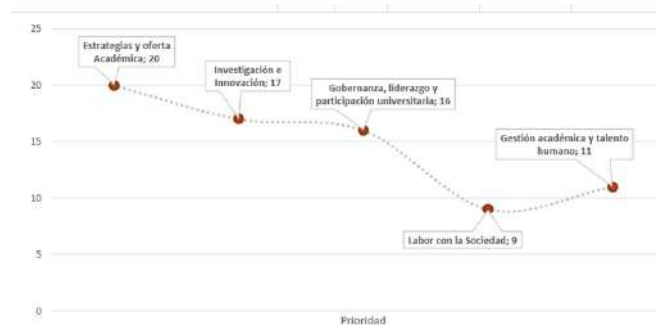 25
Estrategias y oferta
Académica; 20
Investigación e
Innovación; 17
Gobernanza, liderazgo y
participación universitaria; 16
20
15
Gestión académica y talento
humano; 11
10
Labor con la Sociedad; 9
5
0
Prioridad